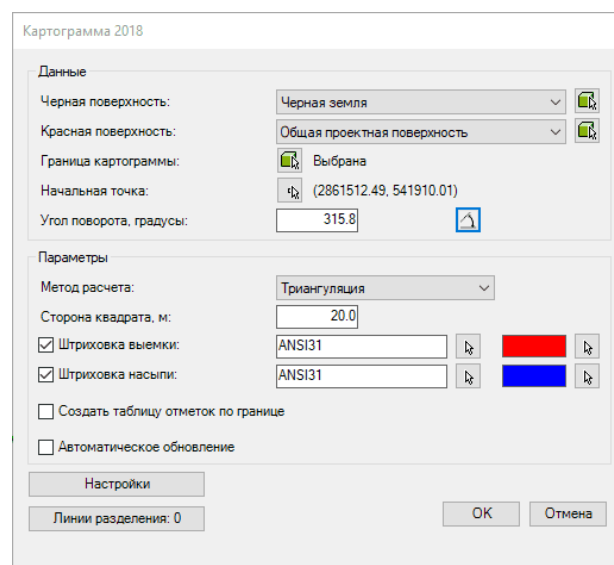 Картограмма 2018
Данные
Черная поверхность: Черная земля
Красная поверхность: Общая проектная поверхность
Граница картограммы: Выбрана
Начальная точка: (2861512.49, 541910.01)
Угол поворота, градусы: 315.8
Параметры
Метод расчета: Триангуляция
Сторона квадрата, м: 20.0
Штриховка выемки: ANSI31
Штриховка насыпи: ANSI31
Создать таблицу отметок по границе
Автоматическое обновление
Настройки
Линии разделения: 0
OK Отмена